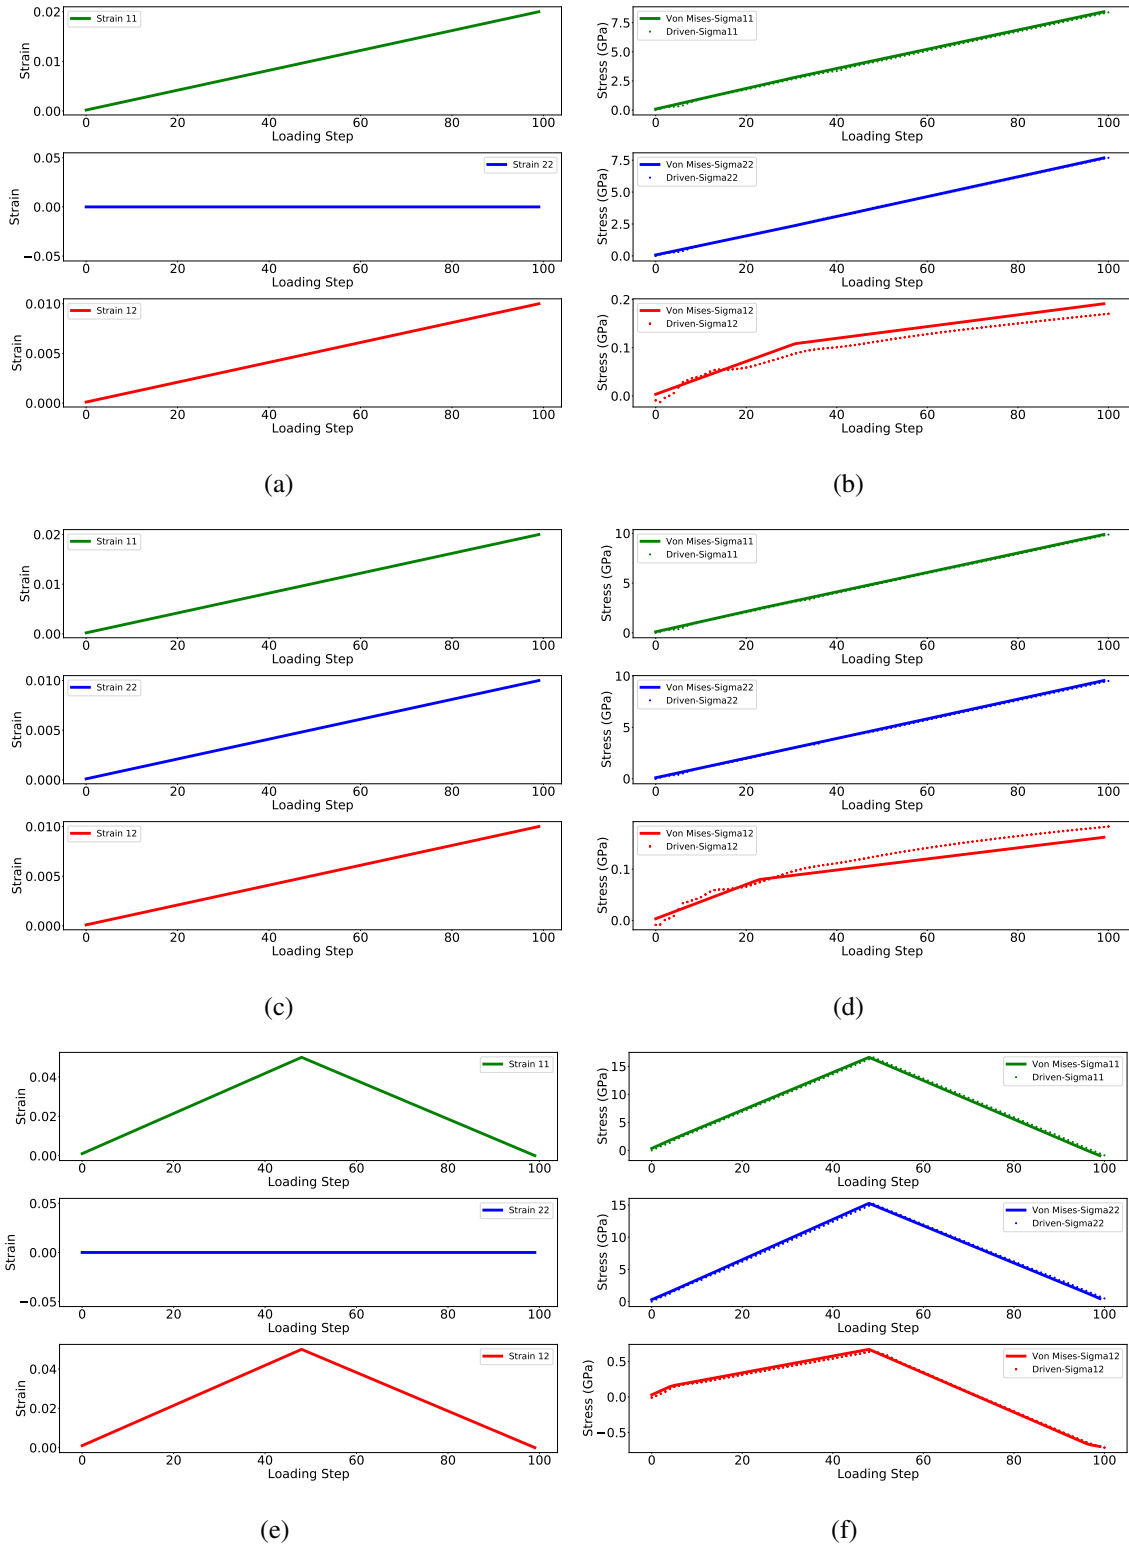 Strain 11
0.02
0.01
0.00
Strain
0 20 40 60 80 100
Loading Step
Von Mises-Sigma11
Driven-Sigma11
7.5
5.0
2.5
0.0
Stress (GPa)
0 20 40 60 80 100
Loading Step
Strain 22
0.05
0.00
−0.05
Strain
0 20 40 60 80 100
Loading Step
Von Mises-Sigma22
Driven-Sigma22
7.5
5.0
2.5
0.0
Stress (GPa)
0 20 40 60 80 100
Loading Step
Strain 12
0.010
0.005
0.000
Strain
0 20 40 60 80 100
Loading Step
Von Mises-Sigma12
Driven-Sigma12
0.2
0.1
0.0
Stress (GPa)
0 20 40 60 80 100
Loading Step
(a)
(b)
Strain 11
0.02
0.01
0.00
Strain
0 20 40 60 80 100
Loading Step
Von Mises-Sigma11
Driven-Sigma11
10
5
0
Stress (GPa)
0 20 40 60 80 100
Loading Step
Strain 22
0.010
0.005
0.000
Strain
0 20 40 60 80 100
Loading Step
Von Mises-Sigma22
Driven-Sigma22
10
5
0
Stress (GPa)
0 20 40 60 80 100
Loading Step
Strain 12
0.010
0.005
0.000
Strain
0 20 40 60 80 100
Loading Step
Von Mises-Sigma12
Driven-Sigma12
0.1
0.0
Stress (GPa)
0 20 40 60 80 100
Loading Step
(c)
(d)
Strain 11
0.04
0.02
0.00
Strain
0 20 40 60 80 100
Loading Step
Von Mises-Sigma11
Driven-Sigma11
15
10
5
0
Stress (GPa)
0 20 40 60 80 100
Loading Step
Strain 22
0.05
0.00
−0.05
Strain
0 20 40 60 80 100
Loading Step
Von Mises-Sigma22
Driven-Sigma22
15
10
5
0
Stress (GPa)
0 20 40 60 80 100
Loading Step
Strain 12
0.04
0.02
0.00
Strain
0 20 40 60 80 100
Loading Step
Von Mises-Sigma12
Driven-Sigma12
0.5
0.0
−0.5
Stress (GPa)
0 20 40 60 80 100
Loading Step
(e)
(f)